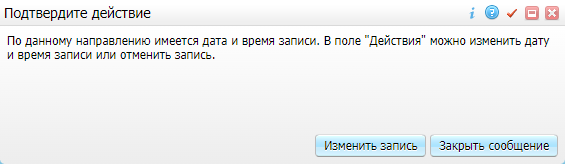 Подтвердите действие
По данному направлению имеется дата и время записи. В поле "Действия" можно изменить дату
и время записи или отменить запись.
Изменить запись Закрыть сообщение